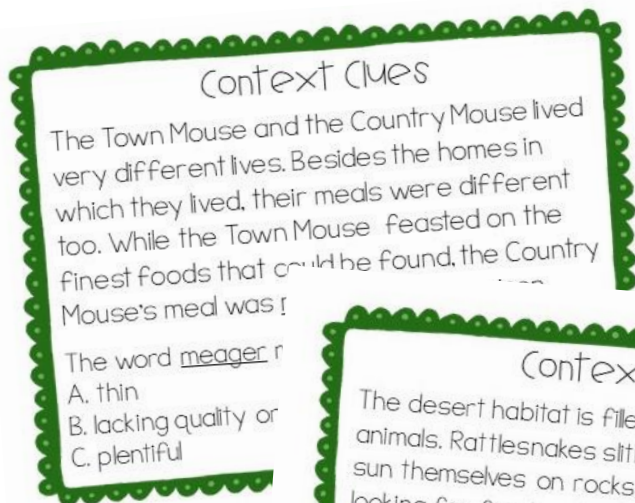 Context Clues
The Town Mouse and the Country Mouse lived
very different lives. Besides the homes in
which they lived, their meals were different
too. While the Town Mouse feasted on the
finest foods that could be found, the Country
Mouse's meal was
The word meager
A. thin
B. lacking quality or
C. plentiful
The desert habitat is
animals. Rattlesnakes
sun themselves on rocks